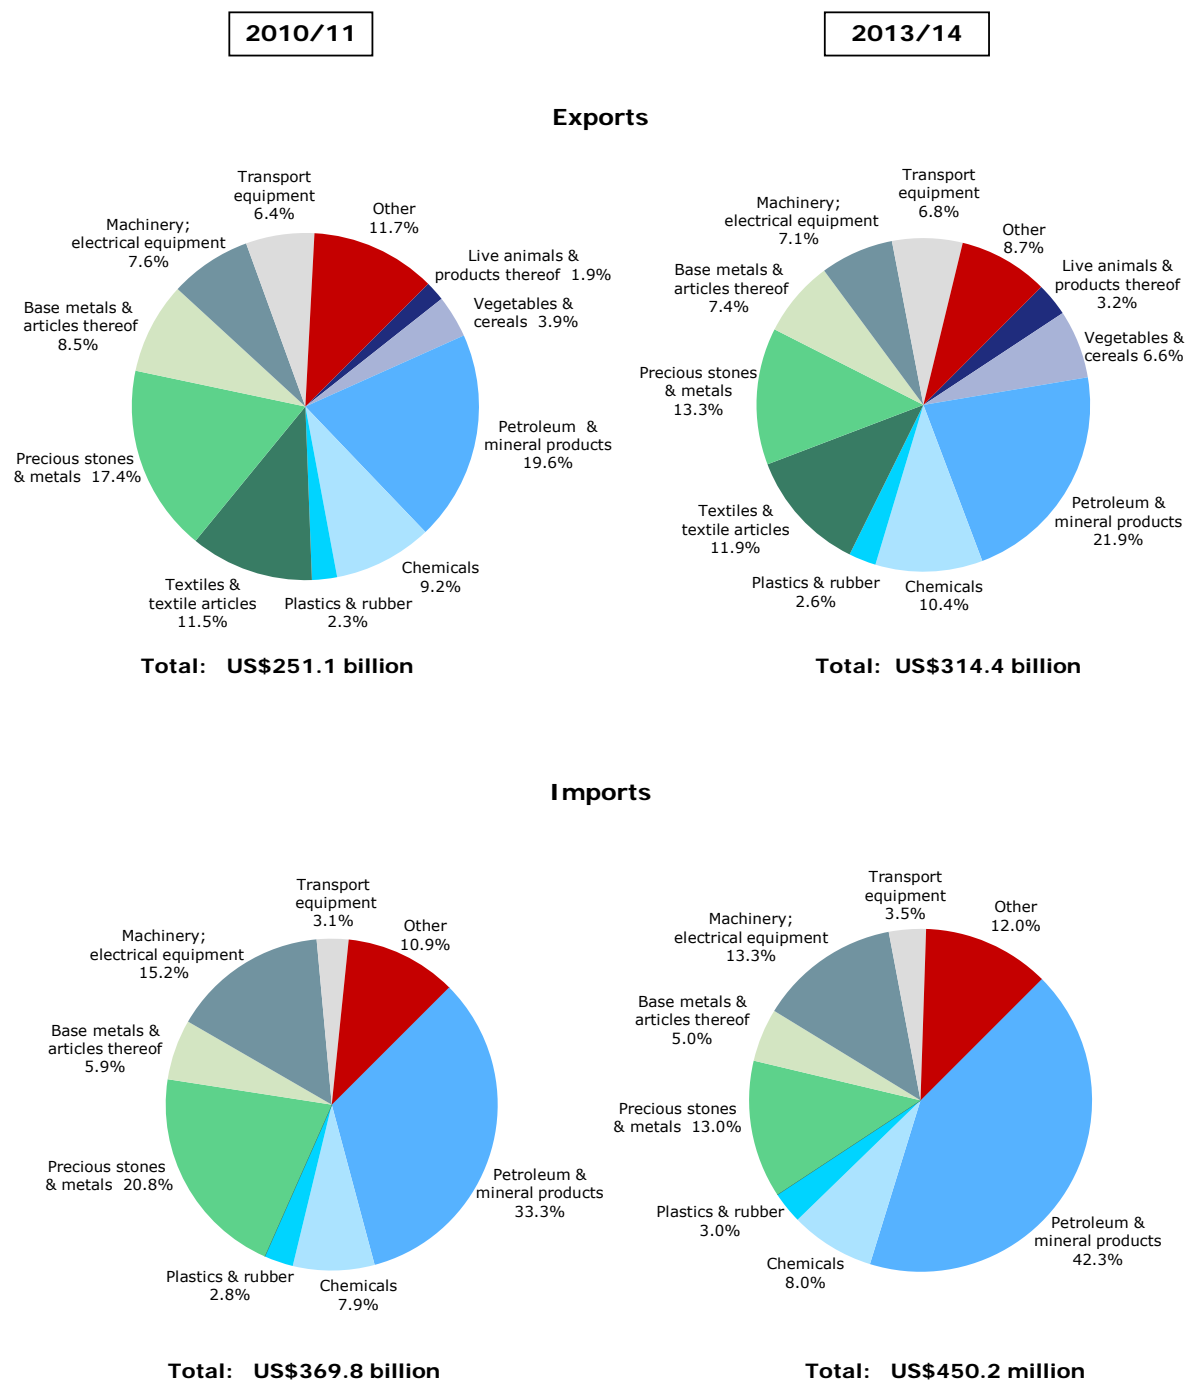 2010/11
2013/14
Exports
Transport
equipment
6.4%
Other
11.7%
Machinery;
electrical equipment
7.6%
Live animals &
products thereof 1.9%
Base metals &
articles thereof
8.5%
Vegetables &
cereals 3.9%
Petroleum &
mineral products
19.6%
Precious stones
& metals 17.4%
Chemicals
9.2%
Textiles &
textile articles
11.5%
Plastics & rubber
2.3%
Total: US$251.1 billion
Transport
equipment
6.8%
Machinery;
electrical equipment
7.1%
Other
8.7%
Base metals &
articles thereof
7.4%
Live animals &
products thereof
3.2%
Vegetables &
cereals 6.6%
Precious stones
& metals
13.3%
Petroleum &
mineral products
21.9%
Textiles &
textile articles
11.9%
Plastics & rubber
2.6%
Chemicals
10.4%
Total: US$314.4 billion
Imports
Transport
equipment
3.1%
Other
10.9%
Machinery;
electrical equipment
15.2%
Base metals &
articles thereof
5.9%
Precious stones
& metals 20.8%
Petroleum &
mineral products
33.3%
Plastics & rubber
2.8%
Chemicals
7.9%
Total: US$369.8 billion
Transport
equipment
3.5%
Other
12.0%
Machinery;
electrical equipment
13.3%
Base metals &
articles thereof
5.0%
Precious stones
& metals 13.0%
Plastics & rubber
3.0%
Petroleum &
mineral products
42.3%
Chemicals
8.0%
Total: US$450.2 million